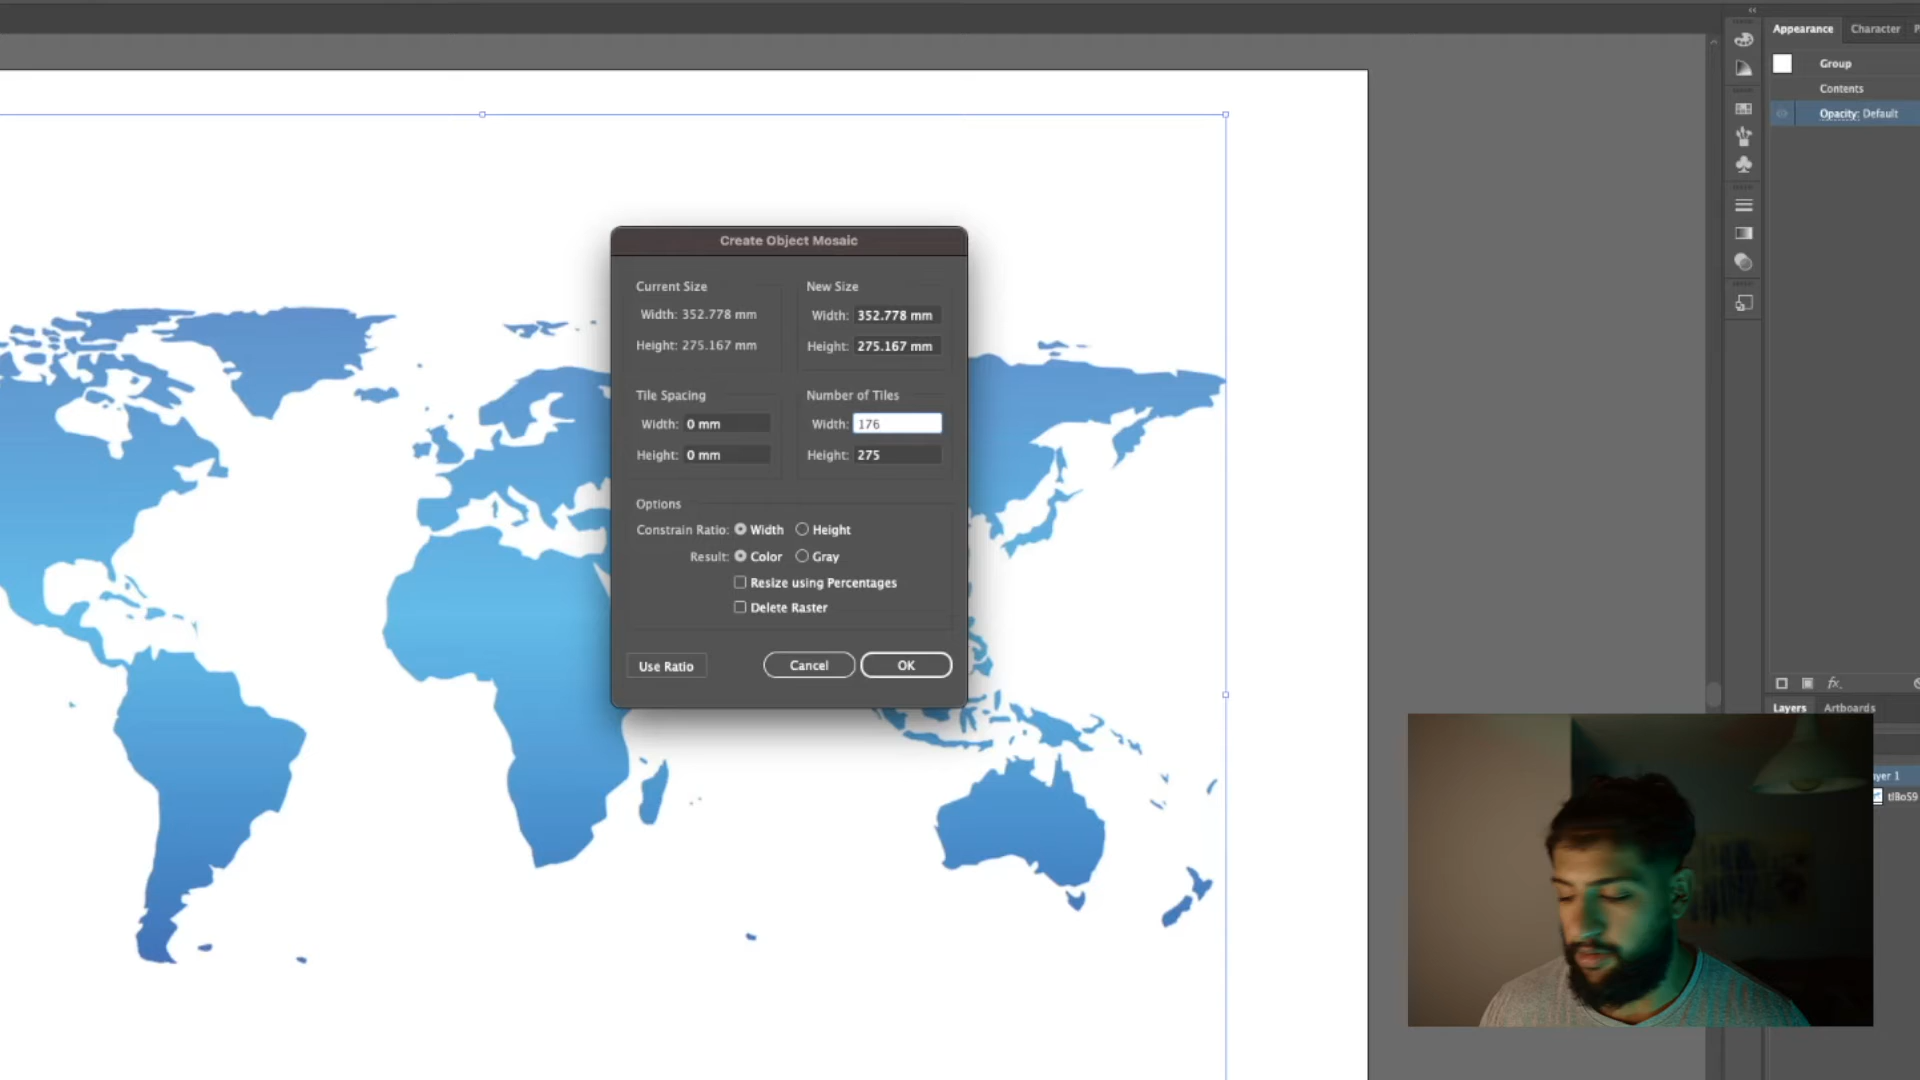 Appearance
Character
Group
Contents
Opacity: Default
Create Object Mosaic
Current Size
Width: 352.778 mm
Height: 275.167 mm
New Size
Width: 352.778 mm
Height: 275.167 mm
Tile Spacing
Width: 0 mm
Height: 0 mm
Number of Tiles
Width: 176
Height: 275
Options
Constrain Ratio: Width Height
Result: Color Gray
Resize using Percentages
Delete Raster
Use Ratio
Cancel
OK
fx.
Layers
Artboards
yer 1